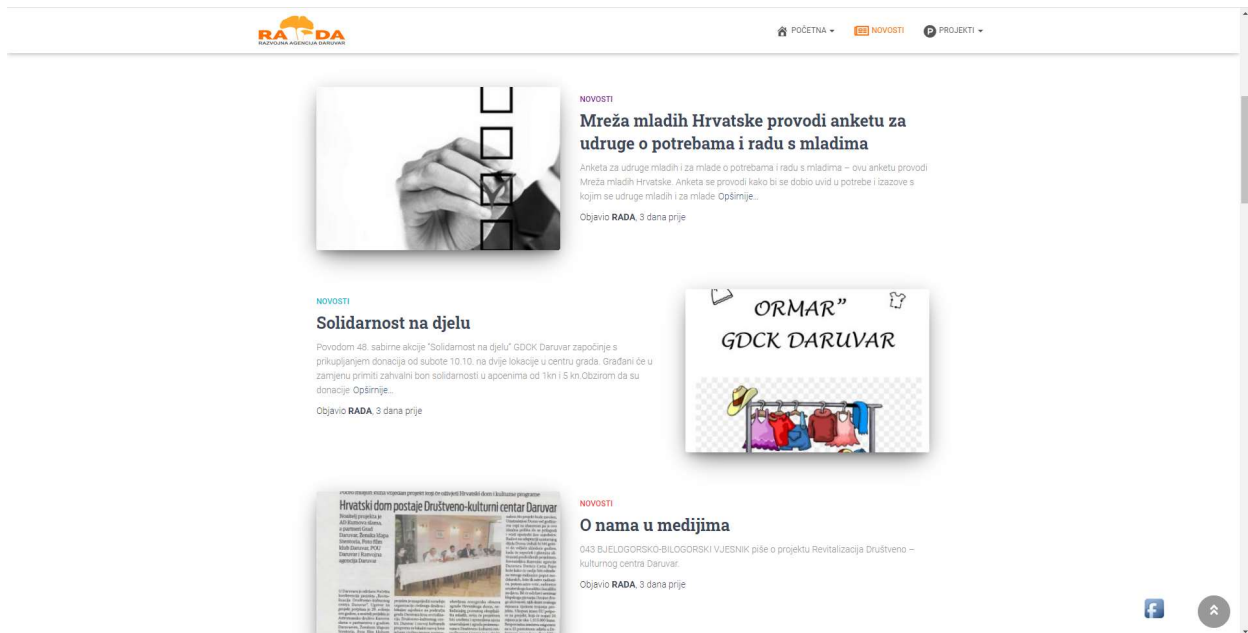 RADA
RAZVOJNA AGENCIJA DARUVAR
POČETNA
NOVOSTI
PROJEKTI
NOVOSTI
Mreža mladih Hrvatske provodi anketu za
udruge o potrebama i radu s mladima
Anketa za udruge mladih i za mlade o potrebama i radu s mladima – ovu anketu provodi
Mreža mladih Hrvatske. Anketa se provodi kako bi se dobio uvid u potrebe i izazove s
kojim se udruge mladih i za mlade Opširnije…
Objavio RADA, 3 dana prije
NOVOSTI
Solidarnost na djelu
Povodom 48. sabirne akcije "Solidarnost na djelu" GDCK Daruvar započinje s
prikupljanjem donacija od subote 10.10. na dvije lokacije u centru grada. Građani će u
zamjenu primiti zahvalni bon solidarnosti u apoenima od 1kn i 5 kn.Obzirom da su
donacije Opširnije…
Objavio RADA, 3 dana prije
ORMAR”
GDCK DARUVAR
Hrvatski dom postaje Društveno-kulturni centar Daruvar
NOVOSTI
O nama u medijima
043 BJELOGORSKO-BILOGORSKI VJESNIK piše o projektu Revitalizacija Društveno –
kulturnog centra Daruvar.
Objavio RADA, 3 dana prije